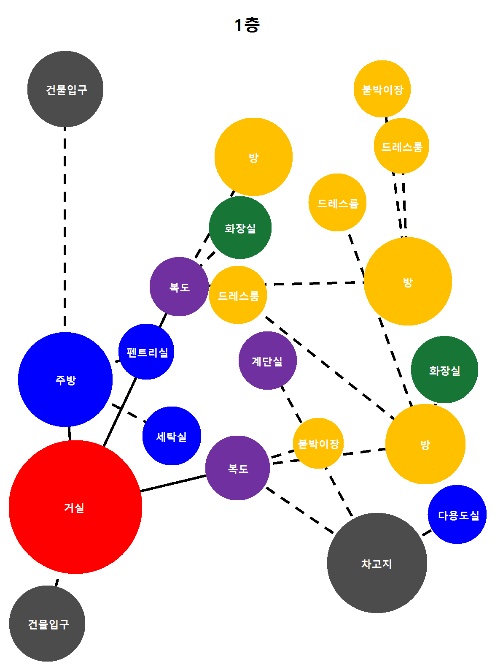 1층
건물입구
붙박이장
드레스룸
방
드레스룸
화장실
방
복도
드레스룸
펜트리실
계단실
화장실
주방
세탁실
붙박이장
방
복도
거실
다용도실
차고지
건물입구